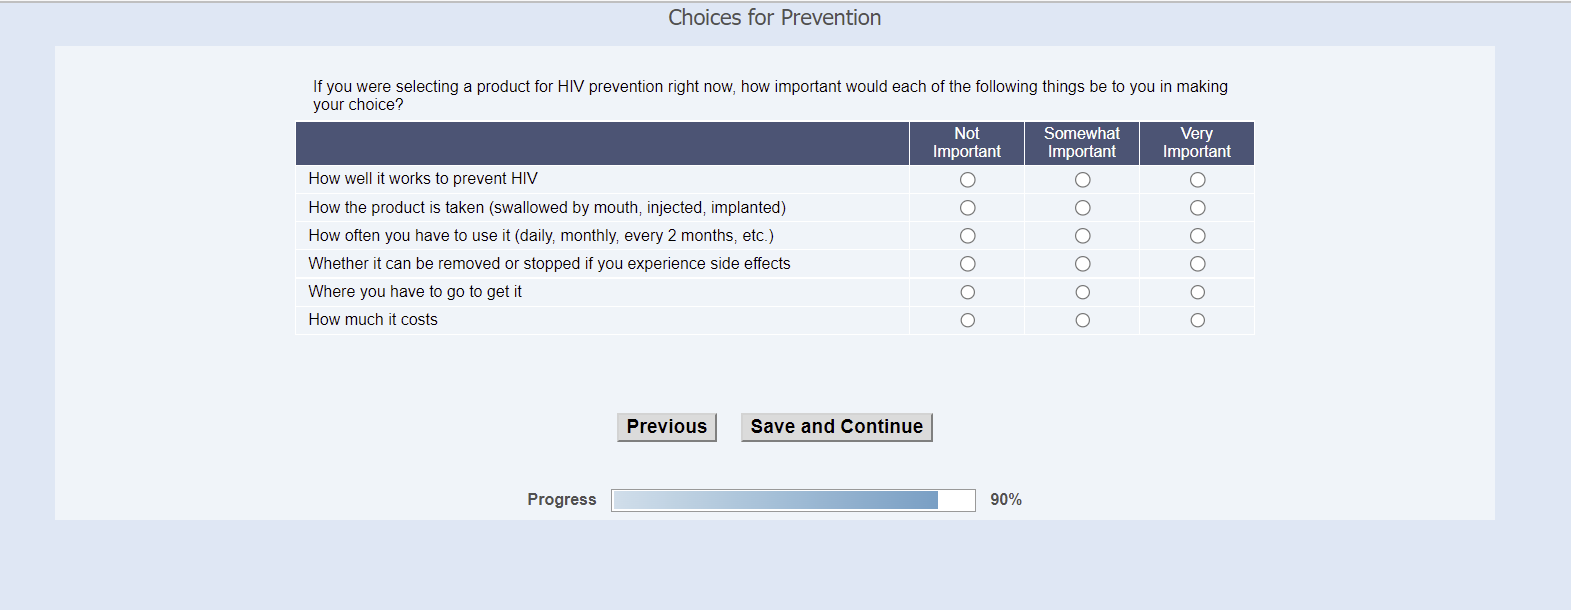 Choices for Prevention
If you were selecting a product for HIV prevention right now, how important would each of the following things be to you in making
your choice?
Not Important Somewhat Important Very Important
How well it works to prevent HIV
How the product is taken (swallowed by mouth, injected, implanted)
How often you have to use it (daily, monthly, every 2 months, etc.)
Whether it can be removed or stopped if you experience side effects
Where you have to go to get it
How much it costs
Previous Save and Continue
Progress 90%